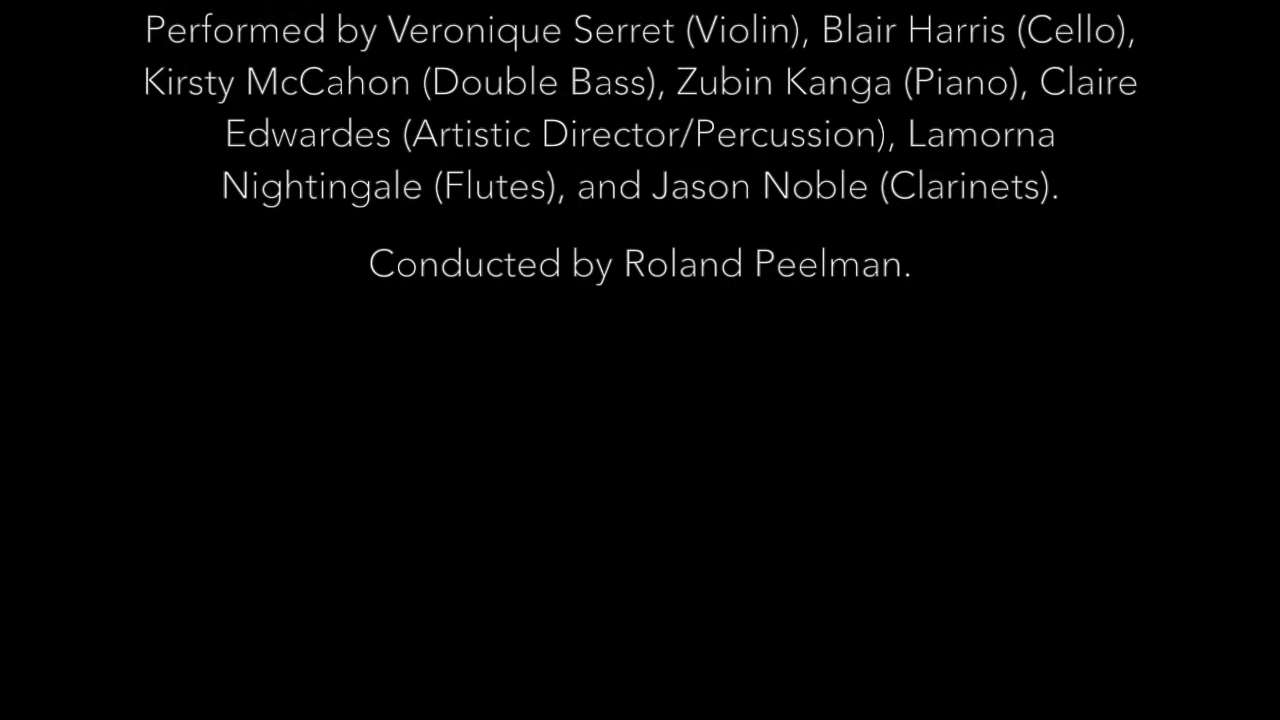 Performed by Veronique Serret (Violin), Blair Harris (Cello),
Kirsty McCahon (Double Bass), Zubin Kanga (Piano), Claire
Edwardes (Artistic Director/Percussion), Lamorna
Nightingale (Flutes), and Jason Noble (Clarinets).
Conducted by Roland Peelman.